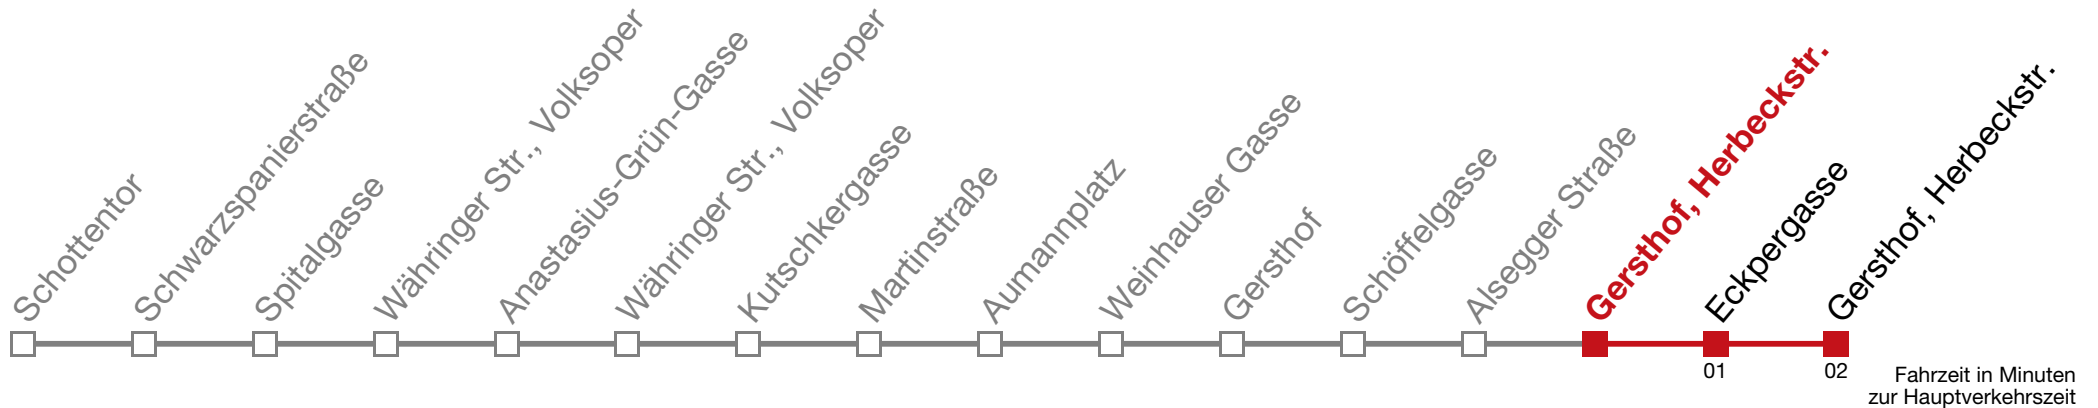 Schottentor
Schwarzspanierstraße
Spitalgasse
Währinger Str., Volksoper
Anastasius-Grün-Gasse
Währinger Str., Volksoper
Kutschkergasse
Martinstraße
Aumannplatz
Weinhauser Gasse
Gersthof
Schöffelgasse
Alsegger Straße
Gersthof, Herbeckstr.
Eckpergasse
Gersthof, Herbeckstr.
01
02
Fahrzeit in Minuten
zur Hauptverkehrszeit